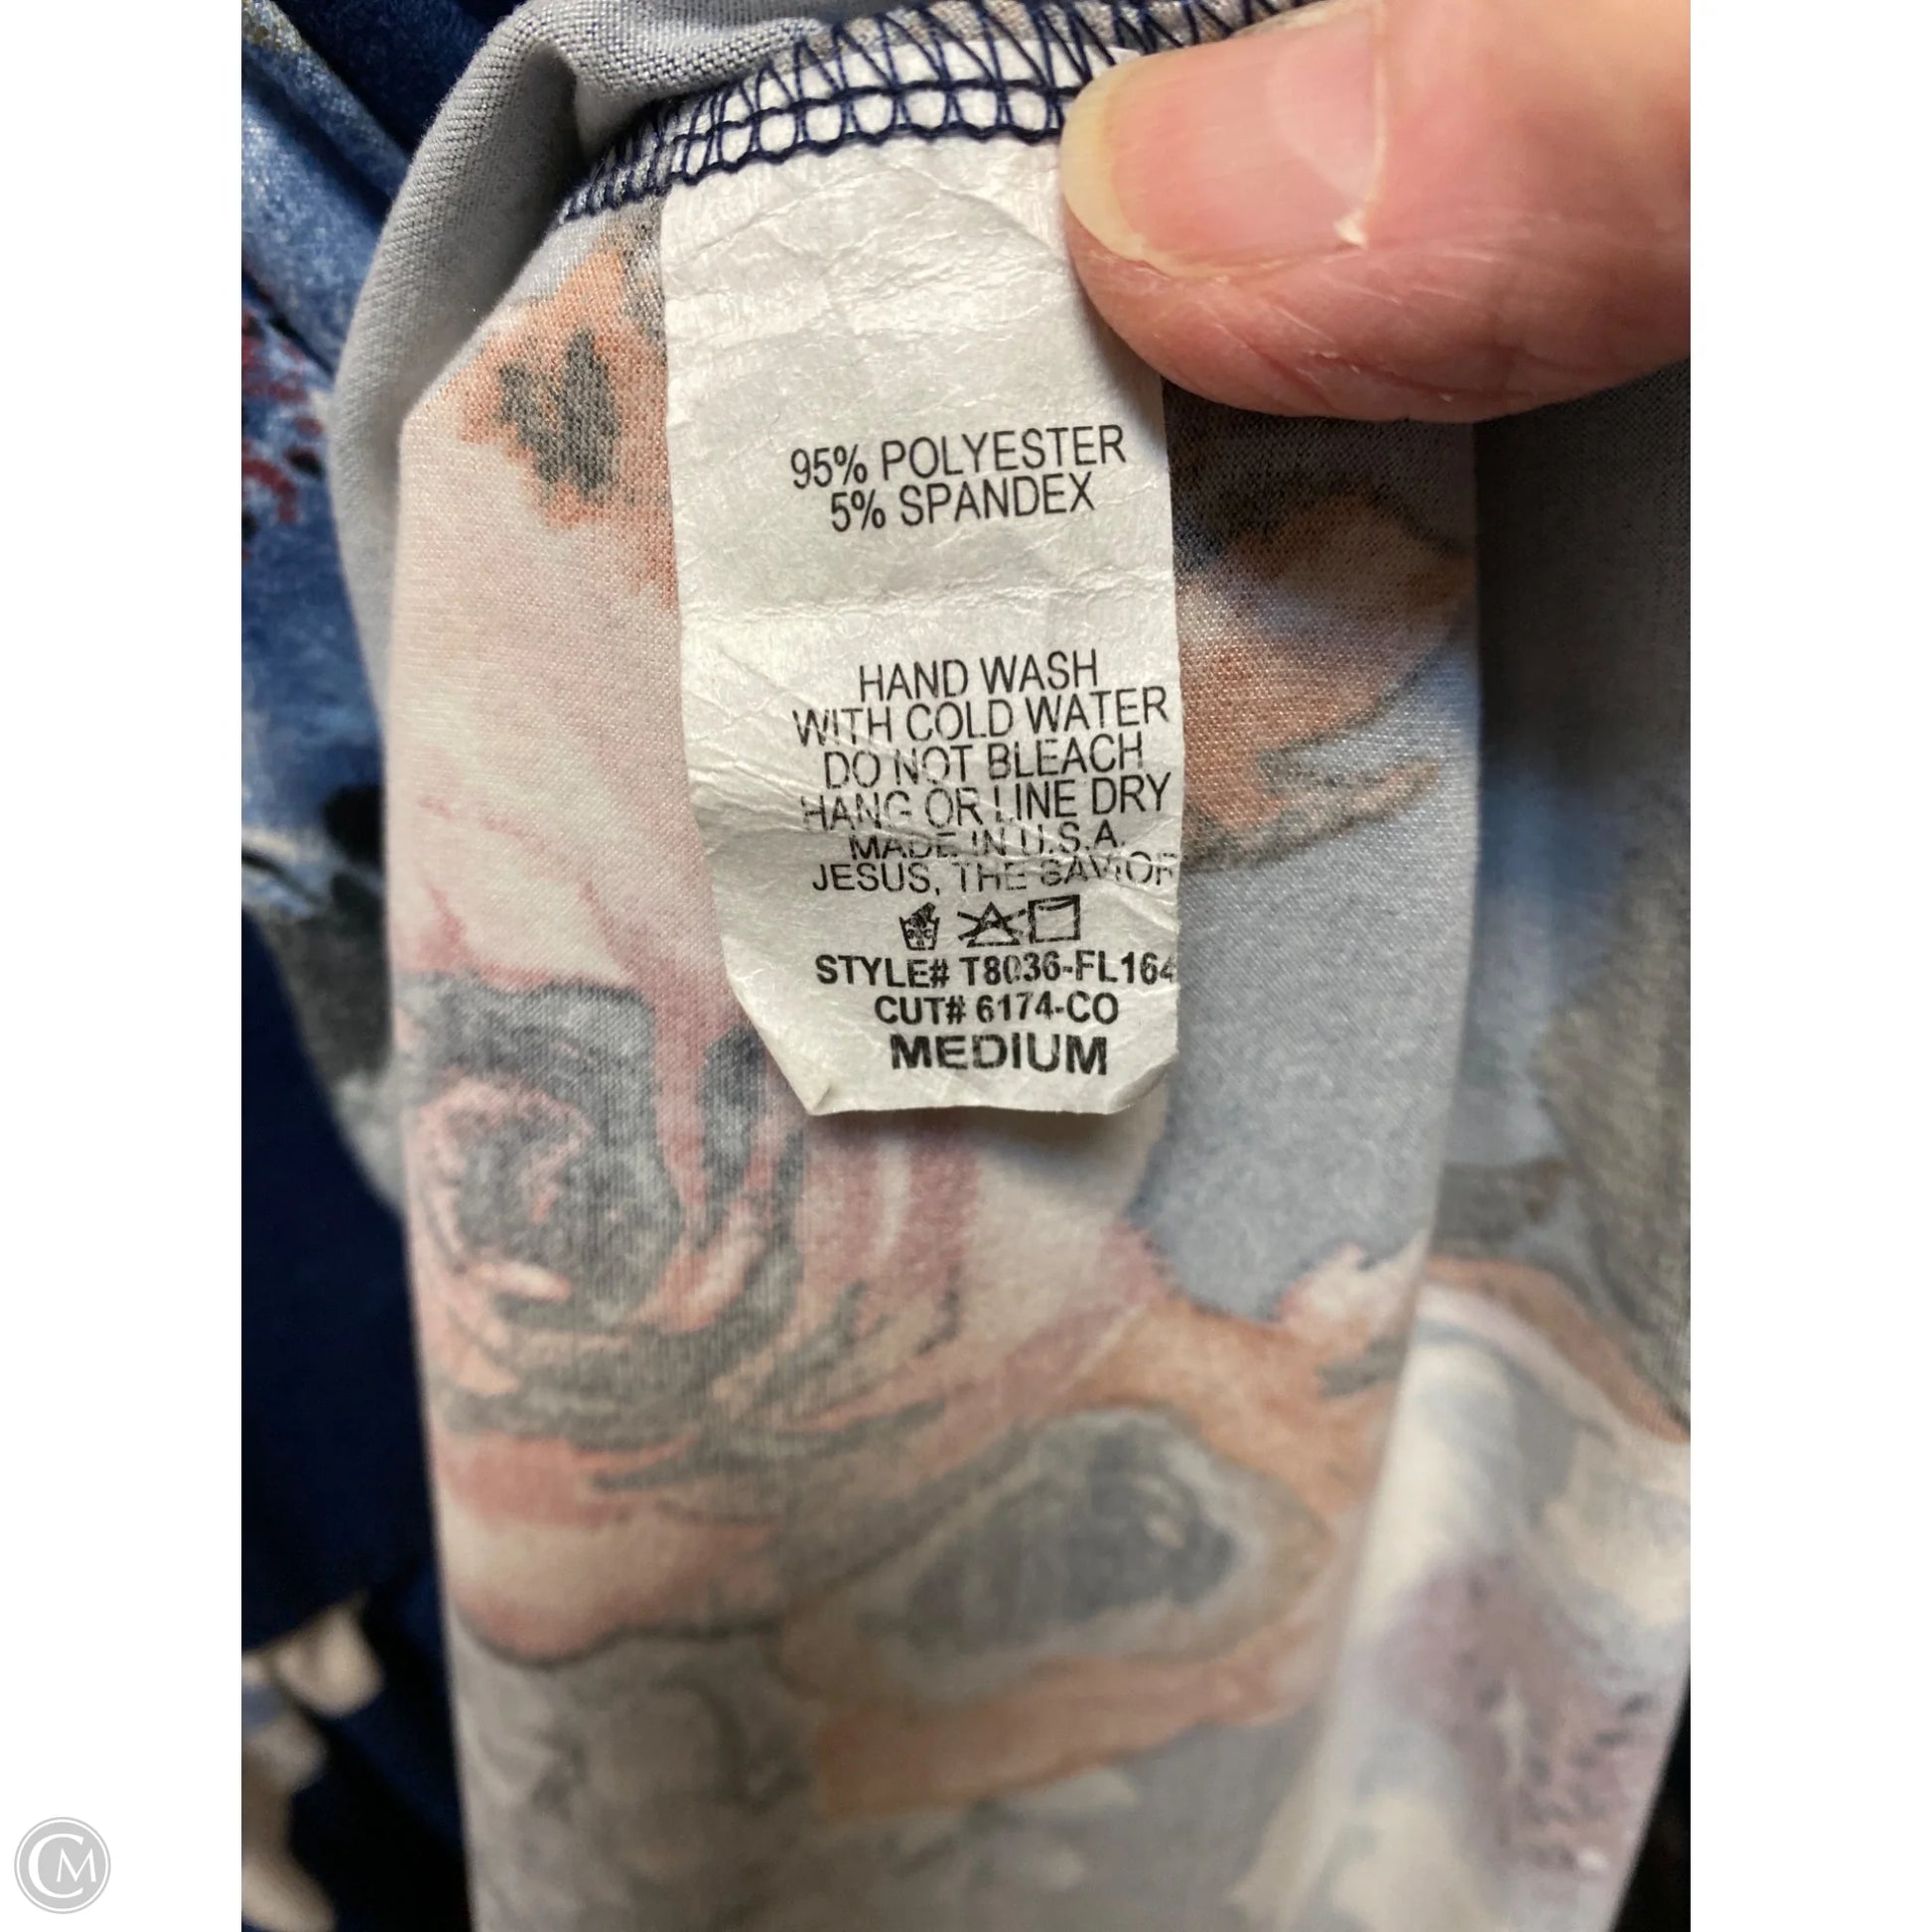 95% POLYESTER
5% SPANDEX
HAND WASH
WITH COLD WATER
DO NOT BLEACH
HANG OR LINE DRY
MADE IN U.S.A.
JESUS, THE SAVIOR
STYLE# T8036-FL164
CUT# 6174-CO
MEDIUM
CM